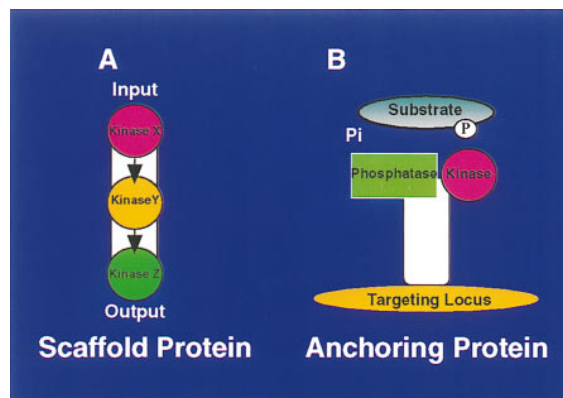 A
Input
Kinase X
KinaseY
Kinase Z
Output
Scaffold Protein
B
Substrate
P
Pi
Phosphatase
Kinase
Targeting Locus
Anchoring Protein